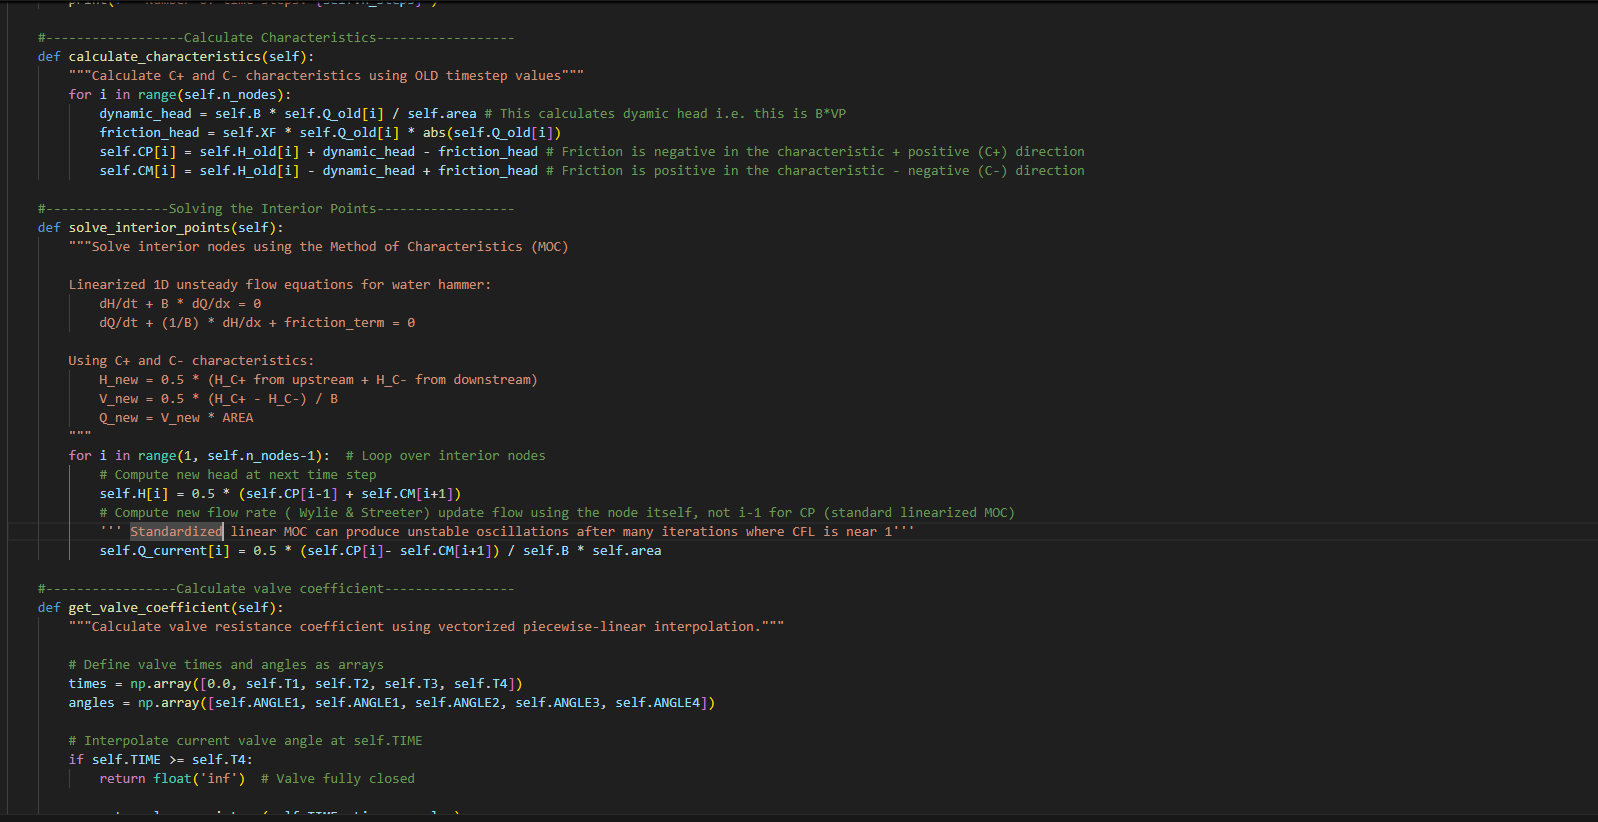 #------------------Calculate Characteristics------------------
def calculate_characteristics(self):
"""Calculate C+ and C- characteristics using OLD timestep values"""
for i in range(self.n_nodes):
dynamic_head = self.B * self.Q_old[i] / self.area # This calculates dyamic head i.e. this is B*VP
friction_head = self.XF * self.Q_old[i] * abs(self.Q_old[i])
self.CP[i] = self.H_old[i] + dynamic_head - friction_head # Friction is negative in the characteristic + positive (C+) direction
self.CM[i] = self.H_old[i] - dynamic_head + friction_head # Friction is positive in the characteristic - negative (C-) direction
#----------------Solving the Interior Points------------------
def solve_interior_points(self):
"""Solve interior nodes using the Method of Characteristics (MOC)
Linearized 1D unsteady flow equations for water hammer:
dH/dt + B * dQ/dx = 0
dQ/dt + (1/B) * dH/dx + friction_term = 0
Using C+ and C- characteristics:
H_new = 0.5 * (H_C+ from upstream + H_C- from downstream)
V_new = 0.5 * (H_C+ - H_C-) / B
Q_new = V_new * AREA
"""
for i in range(1, self.n_nodes-1):  # Loop over interior nodes
# Compute new head at next time step
self.H[i] = 0.5 * (self.CP[i-1] + self.CM[i+1])
# Compute new flow rate ( Wylie & Streeter) update flow using the node itself, not i-1 for CP (standard linearized MOC)
''' Standardized linear MOC can produce unstable oscillations after many iterations where CFL is near 1'''
self.Q_current[i] = 0.5 * (self.CP[i]- self.CM[i+1]) / self.B * self.area
#-----------------Calculate valve coefficient-----------------
def get_valve_coefficient(self):
"""Calculate valve resistance coefficient using vectorized piecewise-linear interpolation."""
# Define valve times and angles as arrays
times = np.array([0.0, self.T1, self.T2, self.T3, self.T4])
angles = np.array([self.ANGLE1, self.ANGLE1, self.ANGLE2, self.ANGLE3, self.ANGLE4])
# Interpolate current valve angle at self.TIME
if self.TIME >= self.T4:
return float('inf')  # Valve fully closed